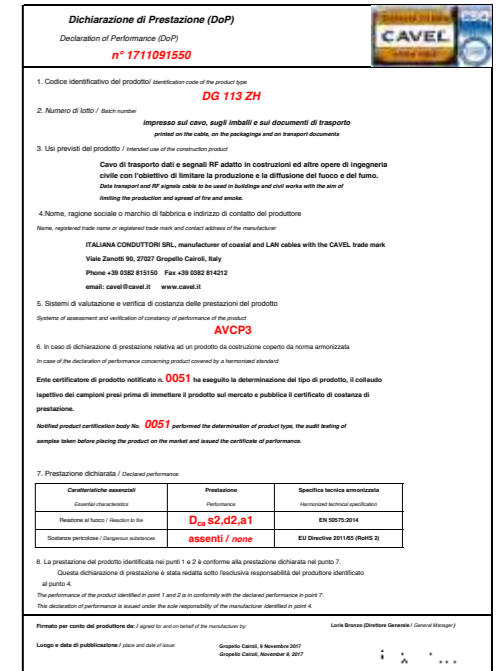 Dichiarazione di Prestazione (DoP)
Declaration of Performance (DoP)
n° 1711091550
CAVEL
1. Codice identificativo del prodotto/ Identification code of the product type
DG 113 ZH
2. Numero di lotto / Batch number
impresso sul cavo, sugli imballi e sui documenti di trasporto
printed on the cable, on the packagings and on transport documents
3. Usi previsti del prodotto / Intended use of the construction product
Cavo di trasporto dati e segnali RF adatto in costruzioni ed altre opere di ingegneria
civile con l'obiettivo di limitare la produzione e la diffusione del fuoco e del fumo.
Data transport and RF signals cable to be used in buildings and civil works with the aim of
limiting the production and spread of fire and smoke.
4.Nome, ragione sociale o marchio di fabbrica e indirizzo di contatto del produttore
Name, registered trade name or registered trade mark and contact address of the manufacturer
ITALIANA CONDUTTORI SRL, manufacturer of coaxial and LAN cables with the CAVEL trade mark
Viale Zanotti 90, 27027 Gropello Cairoli, Italy
Phone +39 0382 815150 Fax +39 0382 814212
email: cavel@cavel.it www.cavel.it
5. Sistemi di valutazione e verifica di costanza delle prestazioni del prodotto
Systems of assessment and verification of constancy of performance of the product
AVCP3
6. In caso di dichiarazione di prestazione relativa ad un prodotto da costruzione coperto da norma armonizzata
In case of the declaration of performance concerning product covered by a harmonized standard
Ente certificatore di prodotto notificato n. 0051 ha eseguito la determinazione del tipo di prodotto, il collaudo
ispettivo dei campioni presi prima di immettere il prodotto sul mercato e pubblica il certificato di costanza di
prestazione.
Notified product certification body No. 0051 performed the determination of product type, the audit testing of
samples taken before placing the product on the market and issued the certificate of performance.
7. Prestazione dichiarata / Declared performance
Caratteristiche essenziali Prestazione Specifica tecnica armonizzata
Essential characteristics Performance Harmonized technical specification
Reazione al fuoco / Reaction to fire Dca s2,d2,a1 EN 50575:2014
Sostanze pericolose / Dangerous substances assenti / none EU Directive 2011/65 (RoHS 2)
8. La prestazione del prodotto identificata nei punti 1 e 2 è conforme alla prestazione dichiarata nel punto 7.
Questa dichiarazione di prestazione è stata redatta sotto l'esclusiva responsabilità del produttore identificato
al punto 4.
The performance of the product identified in point 1 and 2 is in conformity with the declared performance in point 7.
This declaration of performance is issued under the sole responsibility of the manufacturer identified in point 4.
Firmato per conto del produttore da: / signed for and on behalf of the manufacturer by: Loris Bronzo (Direttore Generale / General Manager)
Luogo e data di pubblicazione / place and date of issue: Gropello Cairoli, 9 Novembre 2017
Gropello Cairoli, November 9, 2017